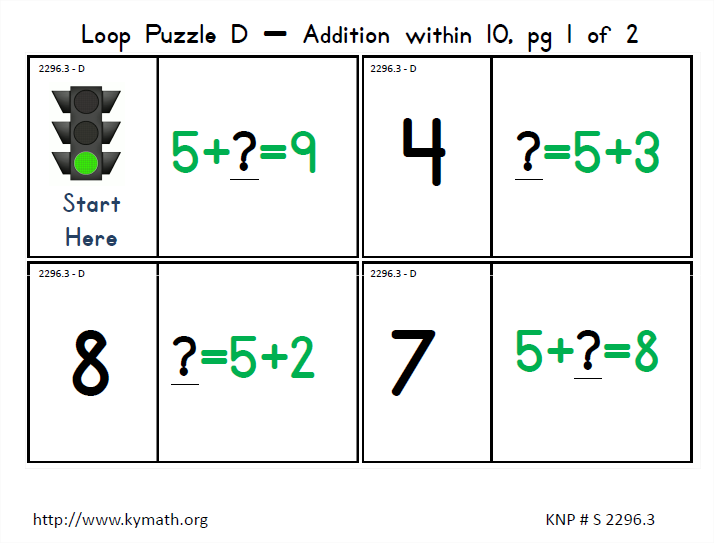 Loop Puzzle D – Addition within 10, pg 1 of 2
2296.3 - D
Start
Here
5+?=9
2296.3 - D
4
?=5+3
2296.3 - D
8
?=5+2
2296.3 - D
7
5+?=8
http://www.kymath.org
KNP # S 2296.3